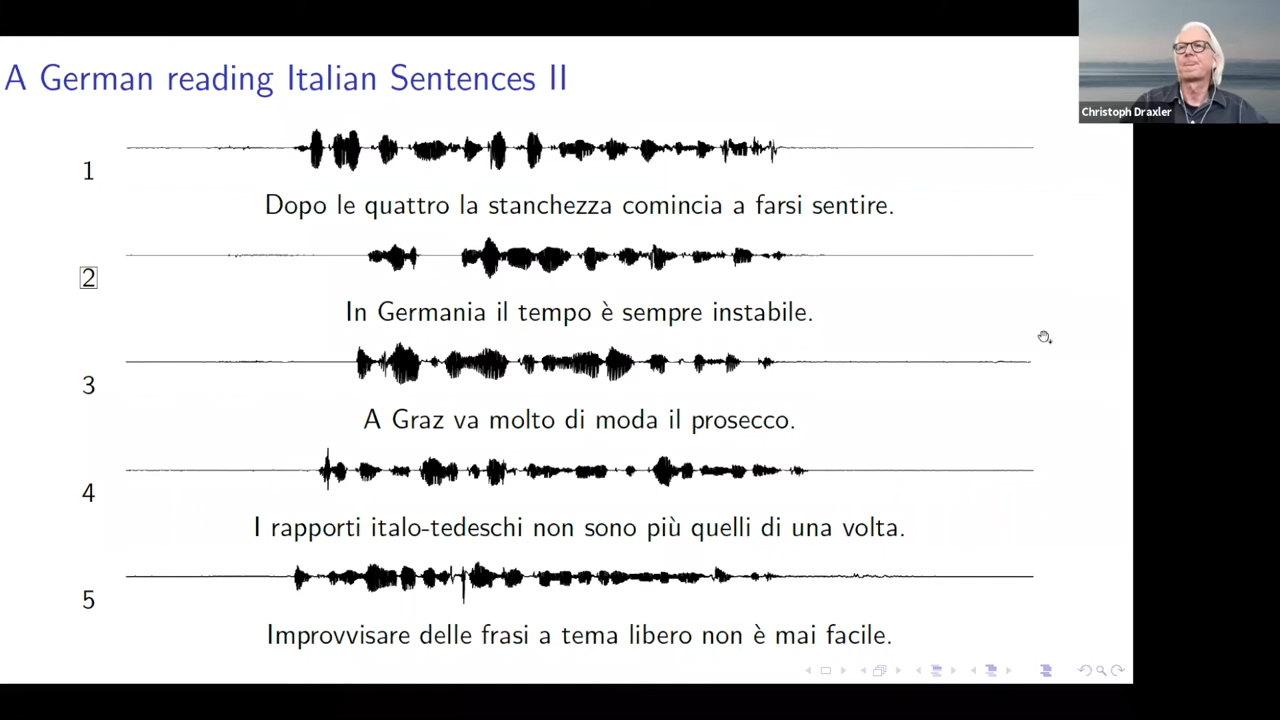 A German reading Italian Sentences II
Christoph Draxler
1
Dopo le quattro la stanchezza comincia a farsi sentire.
2
In Germania il tempo è sempre instabile.
3
A Graz va molto di moda il prosecco.
4
I rapporti italo-tedeschi non sono più quelli di una volta.
5
Improvvisare delle frasi a tema libero non è mai facile.